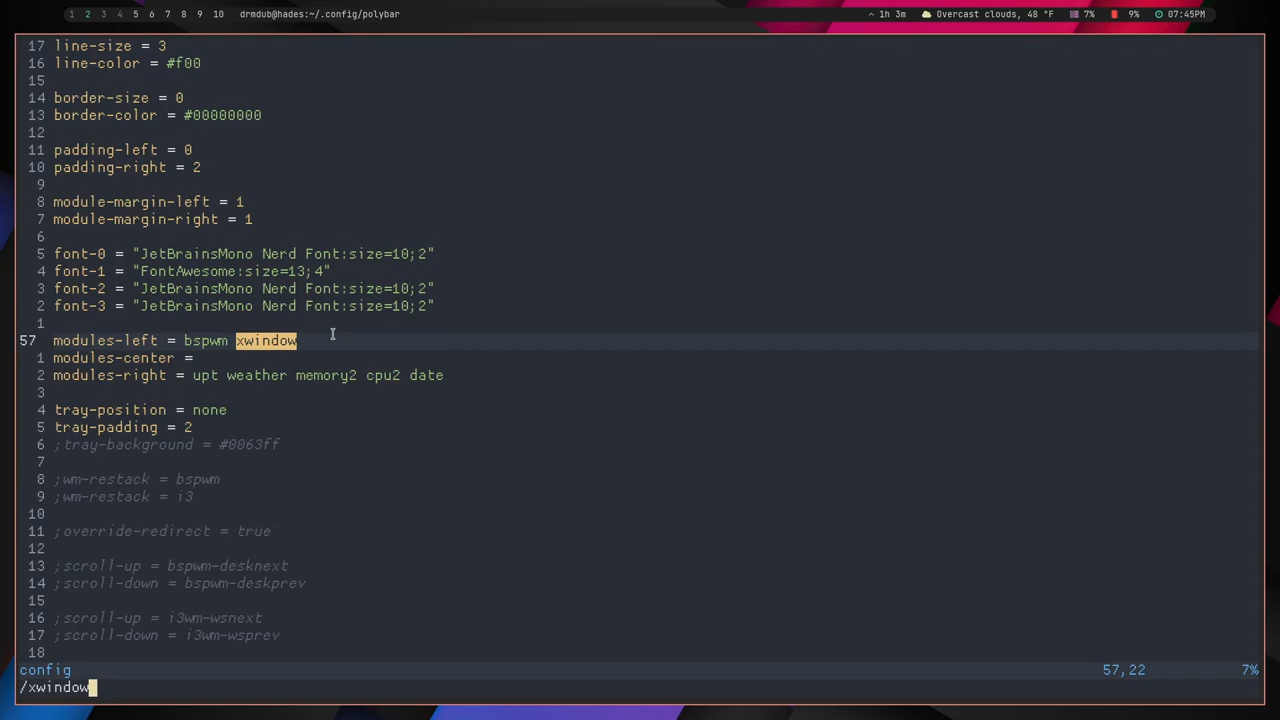 1 2 3 4 5 6 7 8 9 10 drmdub@hades:~/.config/polybar ^ 1h 3m Overcast clouds, 48 °F 7% 9% 07:45PM
17 line-size = 3
16 line-color = #f00
15
14 border-size = 0
13 border-color = #00000000
12
11 padding-left = 0
10 padding-right = 2
9
8 module-margin-left = 1
7 module-margin-right = 1
6
5 font-0 = "JetBrainsMono Nerd Font:size=10;2"
4 font-1 = "FontAwesome:size=13;4"
3 font-2 = "JetBrainsMono Nerd Font:size=10;2"
2 font-3 = "JetBrainsMono Nerd Font:size=10;2"
1
57 modules-left = bspwm xwindow
1 modules-center =
2 modules-right = upt weather memory2 cpu2 date
3
4 tray-position = none
5 tray-padding = 2
6 ;tray-background = #0063ff
7
8 ;wm-restack = bspwm
9 ;wm-restack = i3
10
11 ;override-redirect = true
12
13 ;scroll-up = bspwm-desknext
14 ;scroll-down = bspwm-deskprev
15
16 ;scroll-up = i3wm-wsnext
17 ;scroll-down = i3wm-wsprev
18
config 57,22 7%
/xwindow